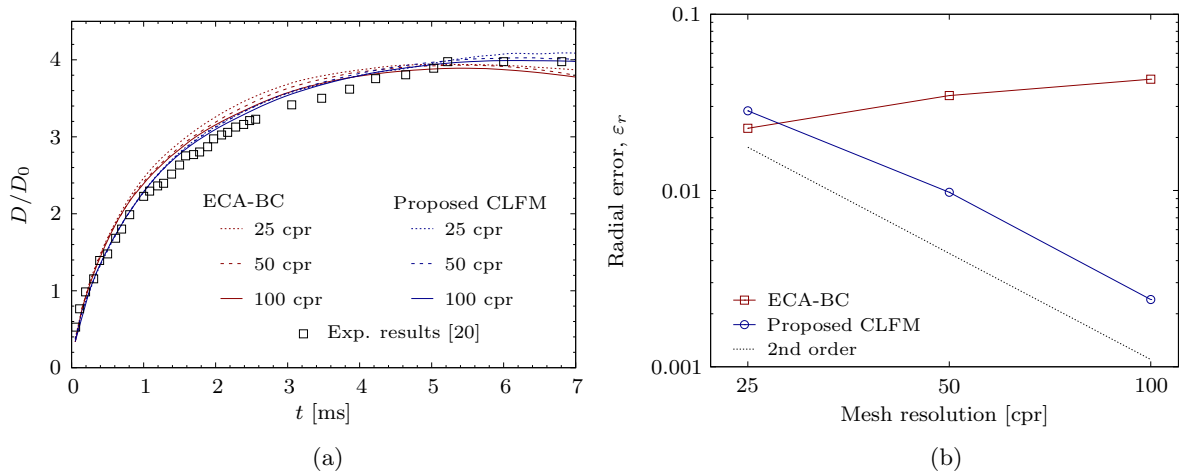 D/D0
5
4
3
2
1
0
0
1
2
3
4
5
6
7
t [ms]
ECA-BC
25 cpr
50 cpr
100 cpr
Proposed CLFM
25 cpr
50 cpr
100 cpr
Exp. results [20]
(a)
Radial error, εr
0.1
0.01
0.001
25
50
100
Mesh resolution [cpr]
ECA-BC
Proposed CLFM
2nd order
(b)